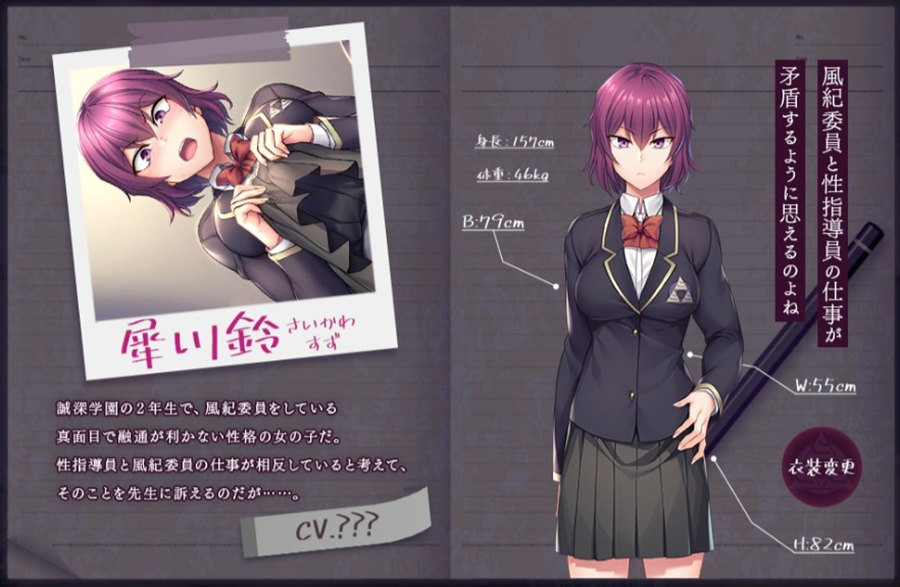 犀川鈴
さいがわ
すず
誠深学園の2年生で、風紀委員をしている
真面目で融通が利かない性格の女の子だ。
性指導員と風紀委員の仕事が相反していると考えて、
そのことを先生に訴えるのだが……。
CV.???
風紀委員と性指導員の仕事が
矛盾するように思えるのよね
身長:157cm
体重:46kg
B:79cm
W:55cm
衣装変更
H:82cm